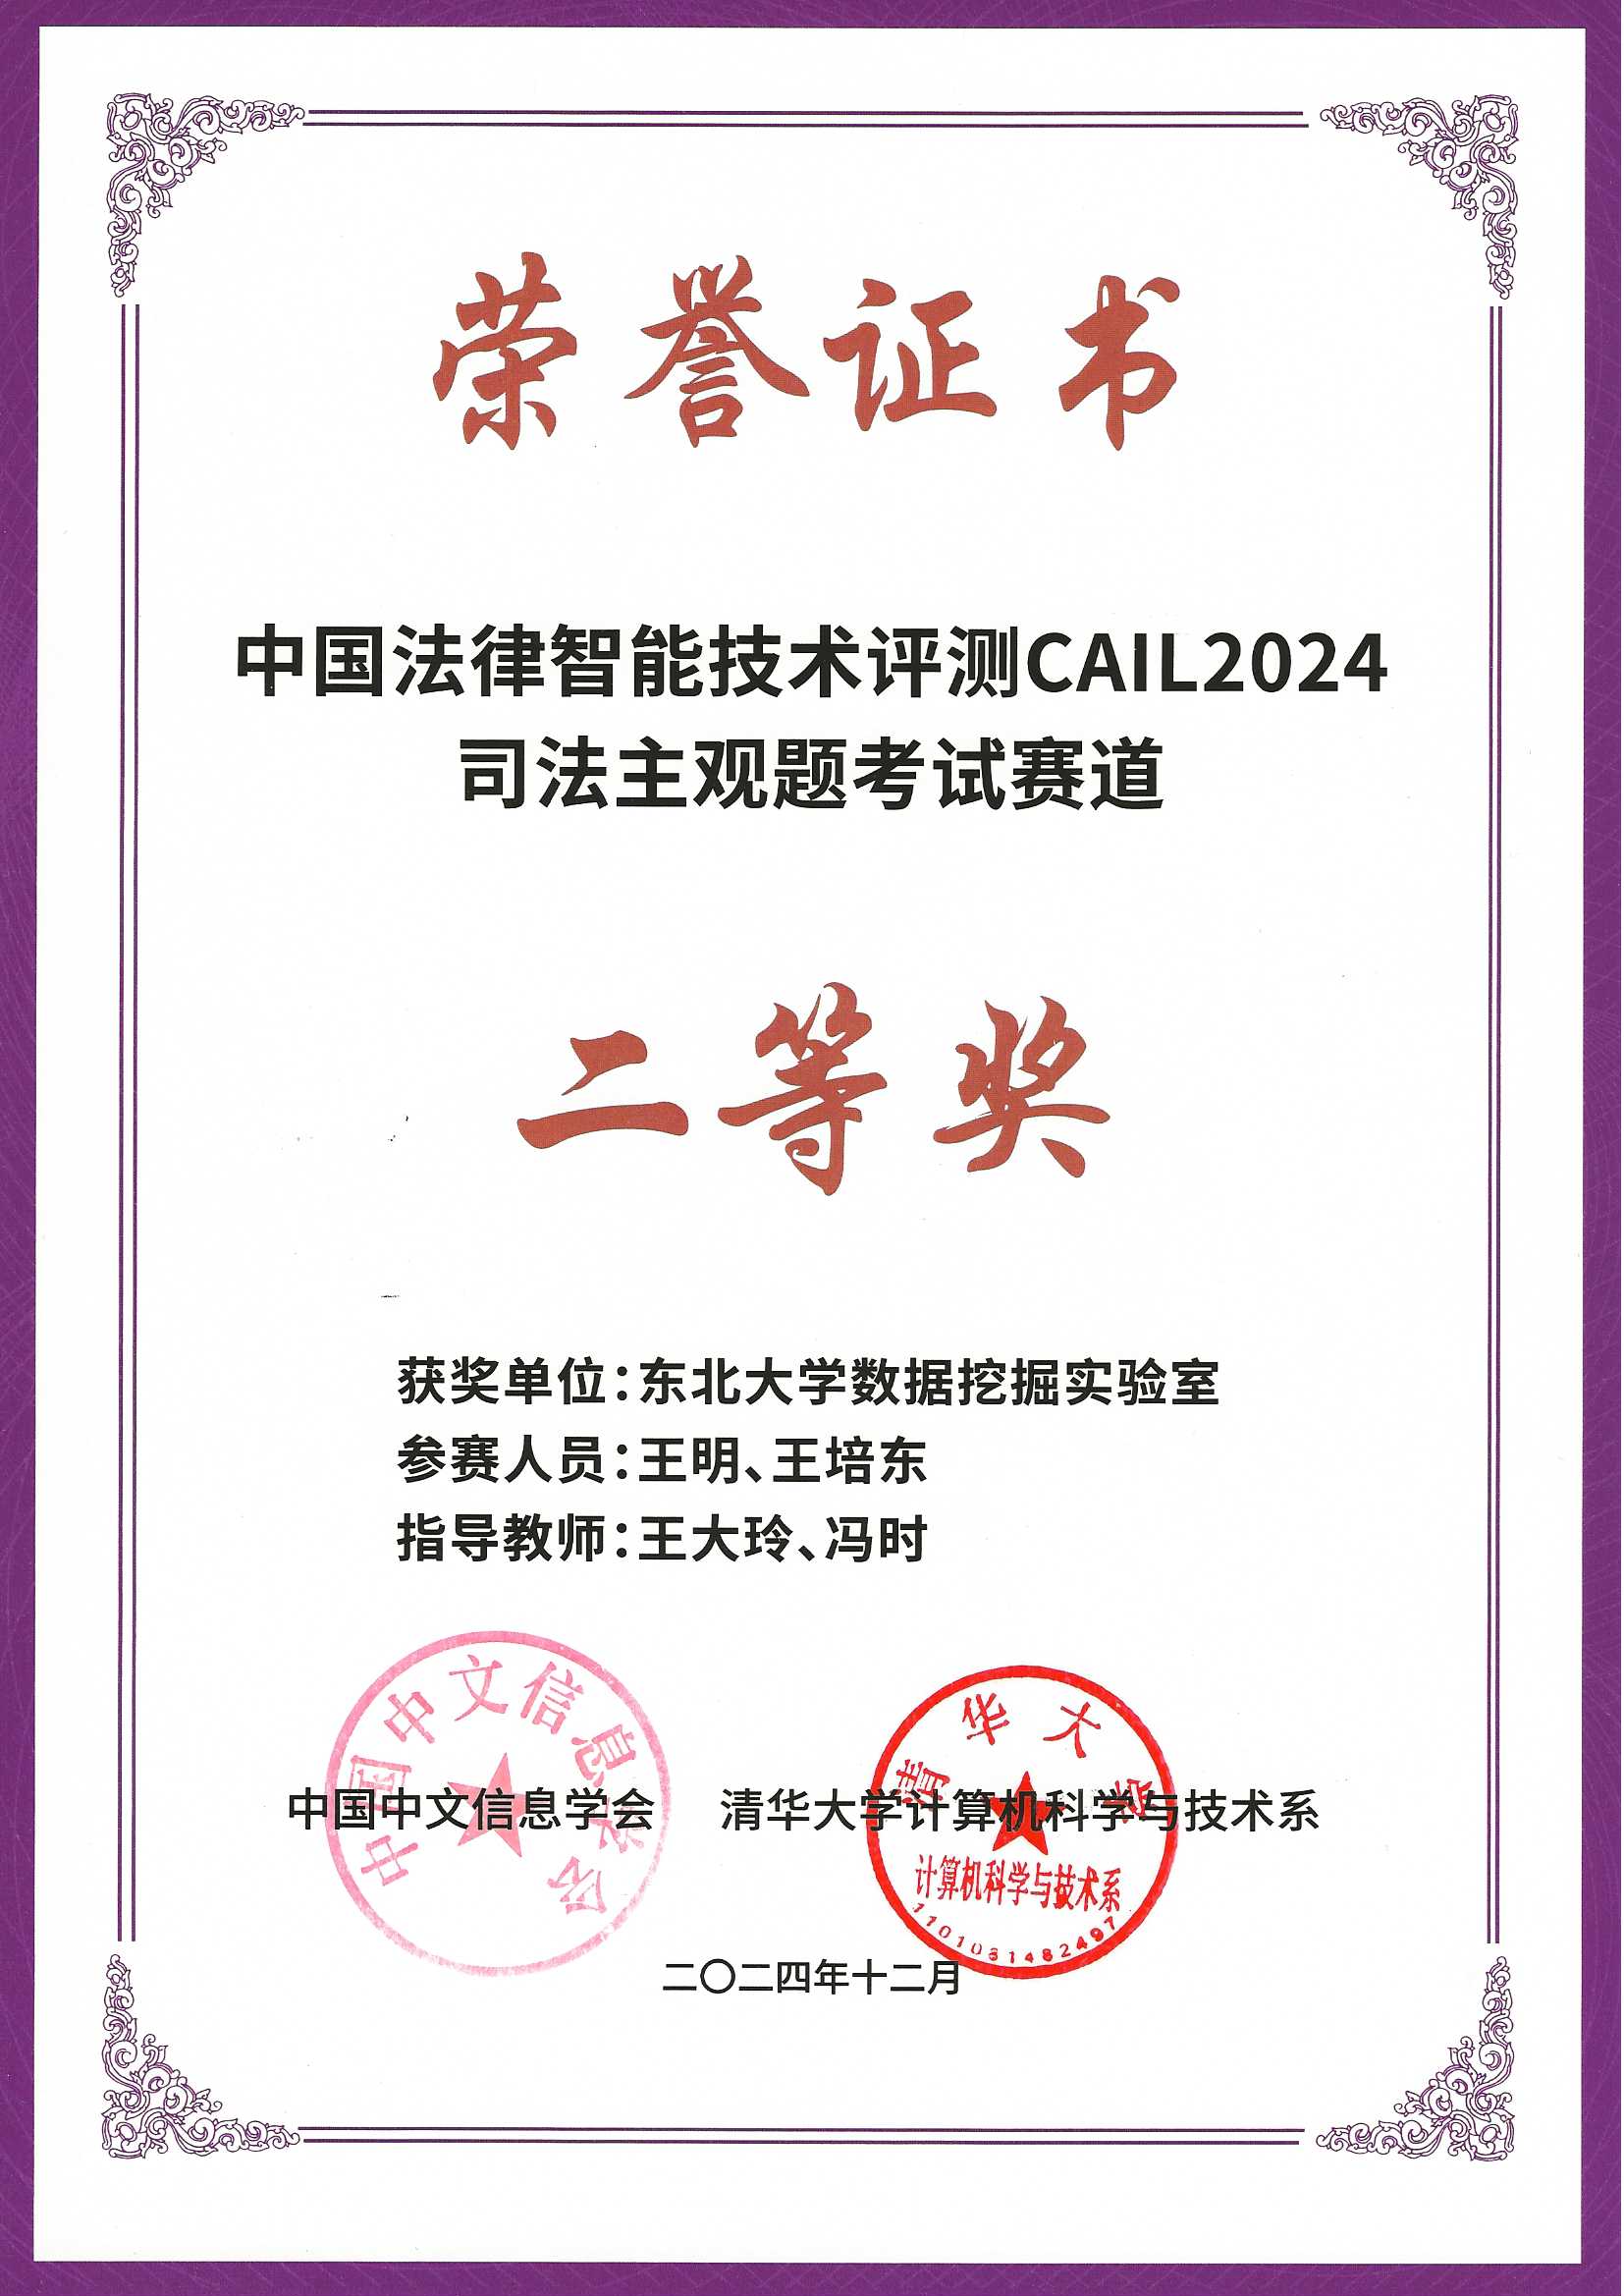 荣誉证书
中国法律智能技术评测CAIL2024
司法主观题考试赛道
二等奖
获奖单位：东北大学数据挖掘实验室
参赛人员：王明、王培东
指导教师：王大玲、冯时
中国中文信息学会
清华大学
中国中文信息学会 清华大学计算机科学与技术系
计算机科学与技术系
二〇二四年十二月